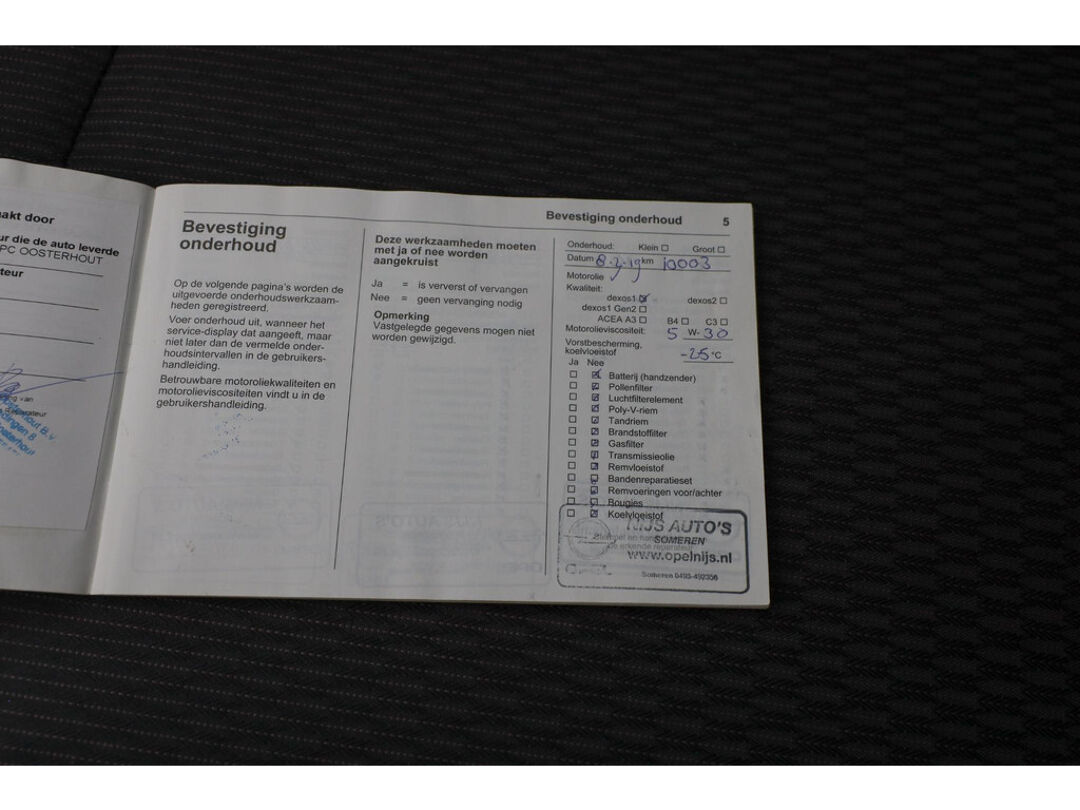 akt door
ur die de auto leverde
PC OOSTERHOUT
teur
Bevestiging
onderhoud
Op de volgende pagina's worden de
uitgevoerde onderhoudswerkzaam-
heden geregistreerd.
Voer onderhoud uit, wanneer het
service-display dat aangeeft, maar
niet later dan de vermelde onder-
houdsintervallen in de gebruikers-
handleiding.
Betrouwbare motoroliekwaliteiten en
motorolieviscositeiten vindt u in de
gebruikershandleiding.
Deze werkzaamheden moeten
met ja of nee worden
aangekruist
Ja = is ververst of vervangen
Nee = geen vervanging nodig
Opmerking
Vastgelegde gegevens mogen niet
worden gewijzigd.
Bevestiging onderhoud 5
Onderhoud: Klein Groot
Datum 8-2-19 km 10003
Motorolie
Kwaliteit:
dexos1 dexos2
dexos1 Gen2
ACEA A3 B4 C3
Motorolieviscositeit: 5 W- 30
Vorstbescherming,
koelvloeistof -25 °C
Ja Nee
Batterij (handzender)
Pollenfilter
Luchtfilterelement
Poly-V-riem
Tandriem
Brandstoffilter
Gasfilter
Transmissieolie
Remvloeistof
Bandenreparatieset
Remvoeringen voor/achter
Bougies
Koelvloeistof
NIJS AUTO'S
SOMEREN
www.opelnijs.nl
Someren 0493-492356